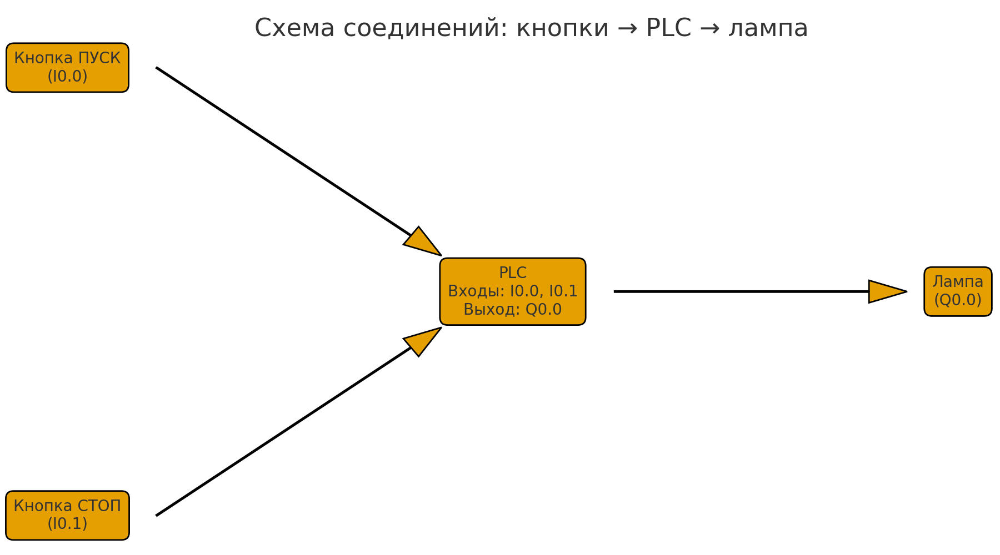 Схема соединений: кнопки → PLC → лампа
Кнопка ПУСК
(I0.0)
PLC
Входы: I0.0, I0.1
Выход: Q0.0
Лампа
(Q0.0)
Кнопка СТОП
(I0.1)